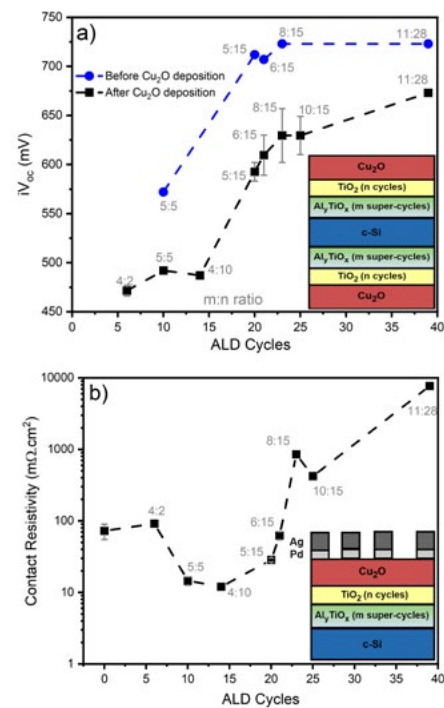 a)
750
700
650
600
550
500
450
iVoc (mV)
Before Cu2O deposition
After Cu2O deposition
5:15
8:15
6:15
11:28
5:5
11:28
8:15
10:15
6:15
5:15
5:5
4:2
4:10
m:n ratio
Cu2O
TiO2 (n cycles)
AlyTiOx (m super-cycles)
c-Si
AlyTiOx (m super-cycles)
TiO2 (n cycles)
Cu2O
0 5 10 15 20 25 30 35 40
ALD Cycles
b)
10000
1000
100
10
1
Contact Resistivity (mΩ.cm2)
11:28
8:15
10:15
4:2
6:15
5:15
5:5
4:10
Ag
Pd
Cu2O
TiO2 (n cycles)
AlyTiOx (m super-cycles)
c-Si
0 5 10 15 20 25 30 35 40
ALD Cycles